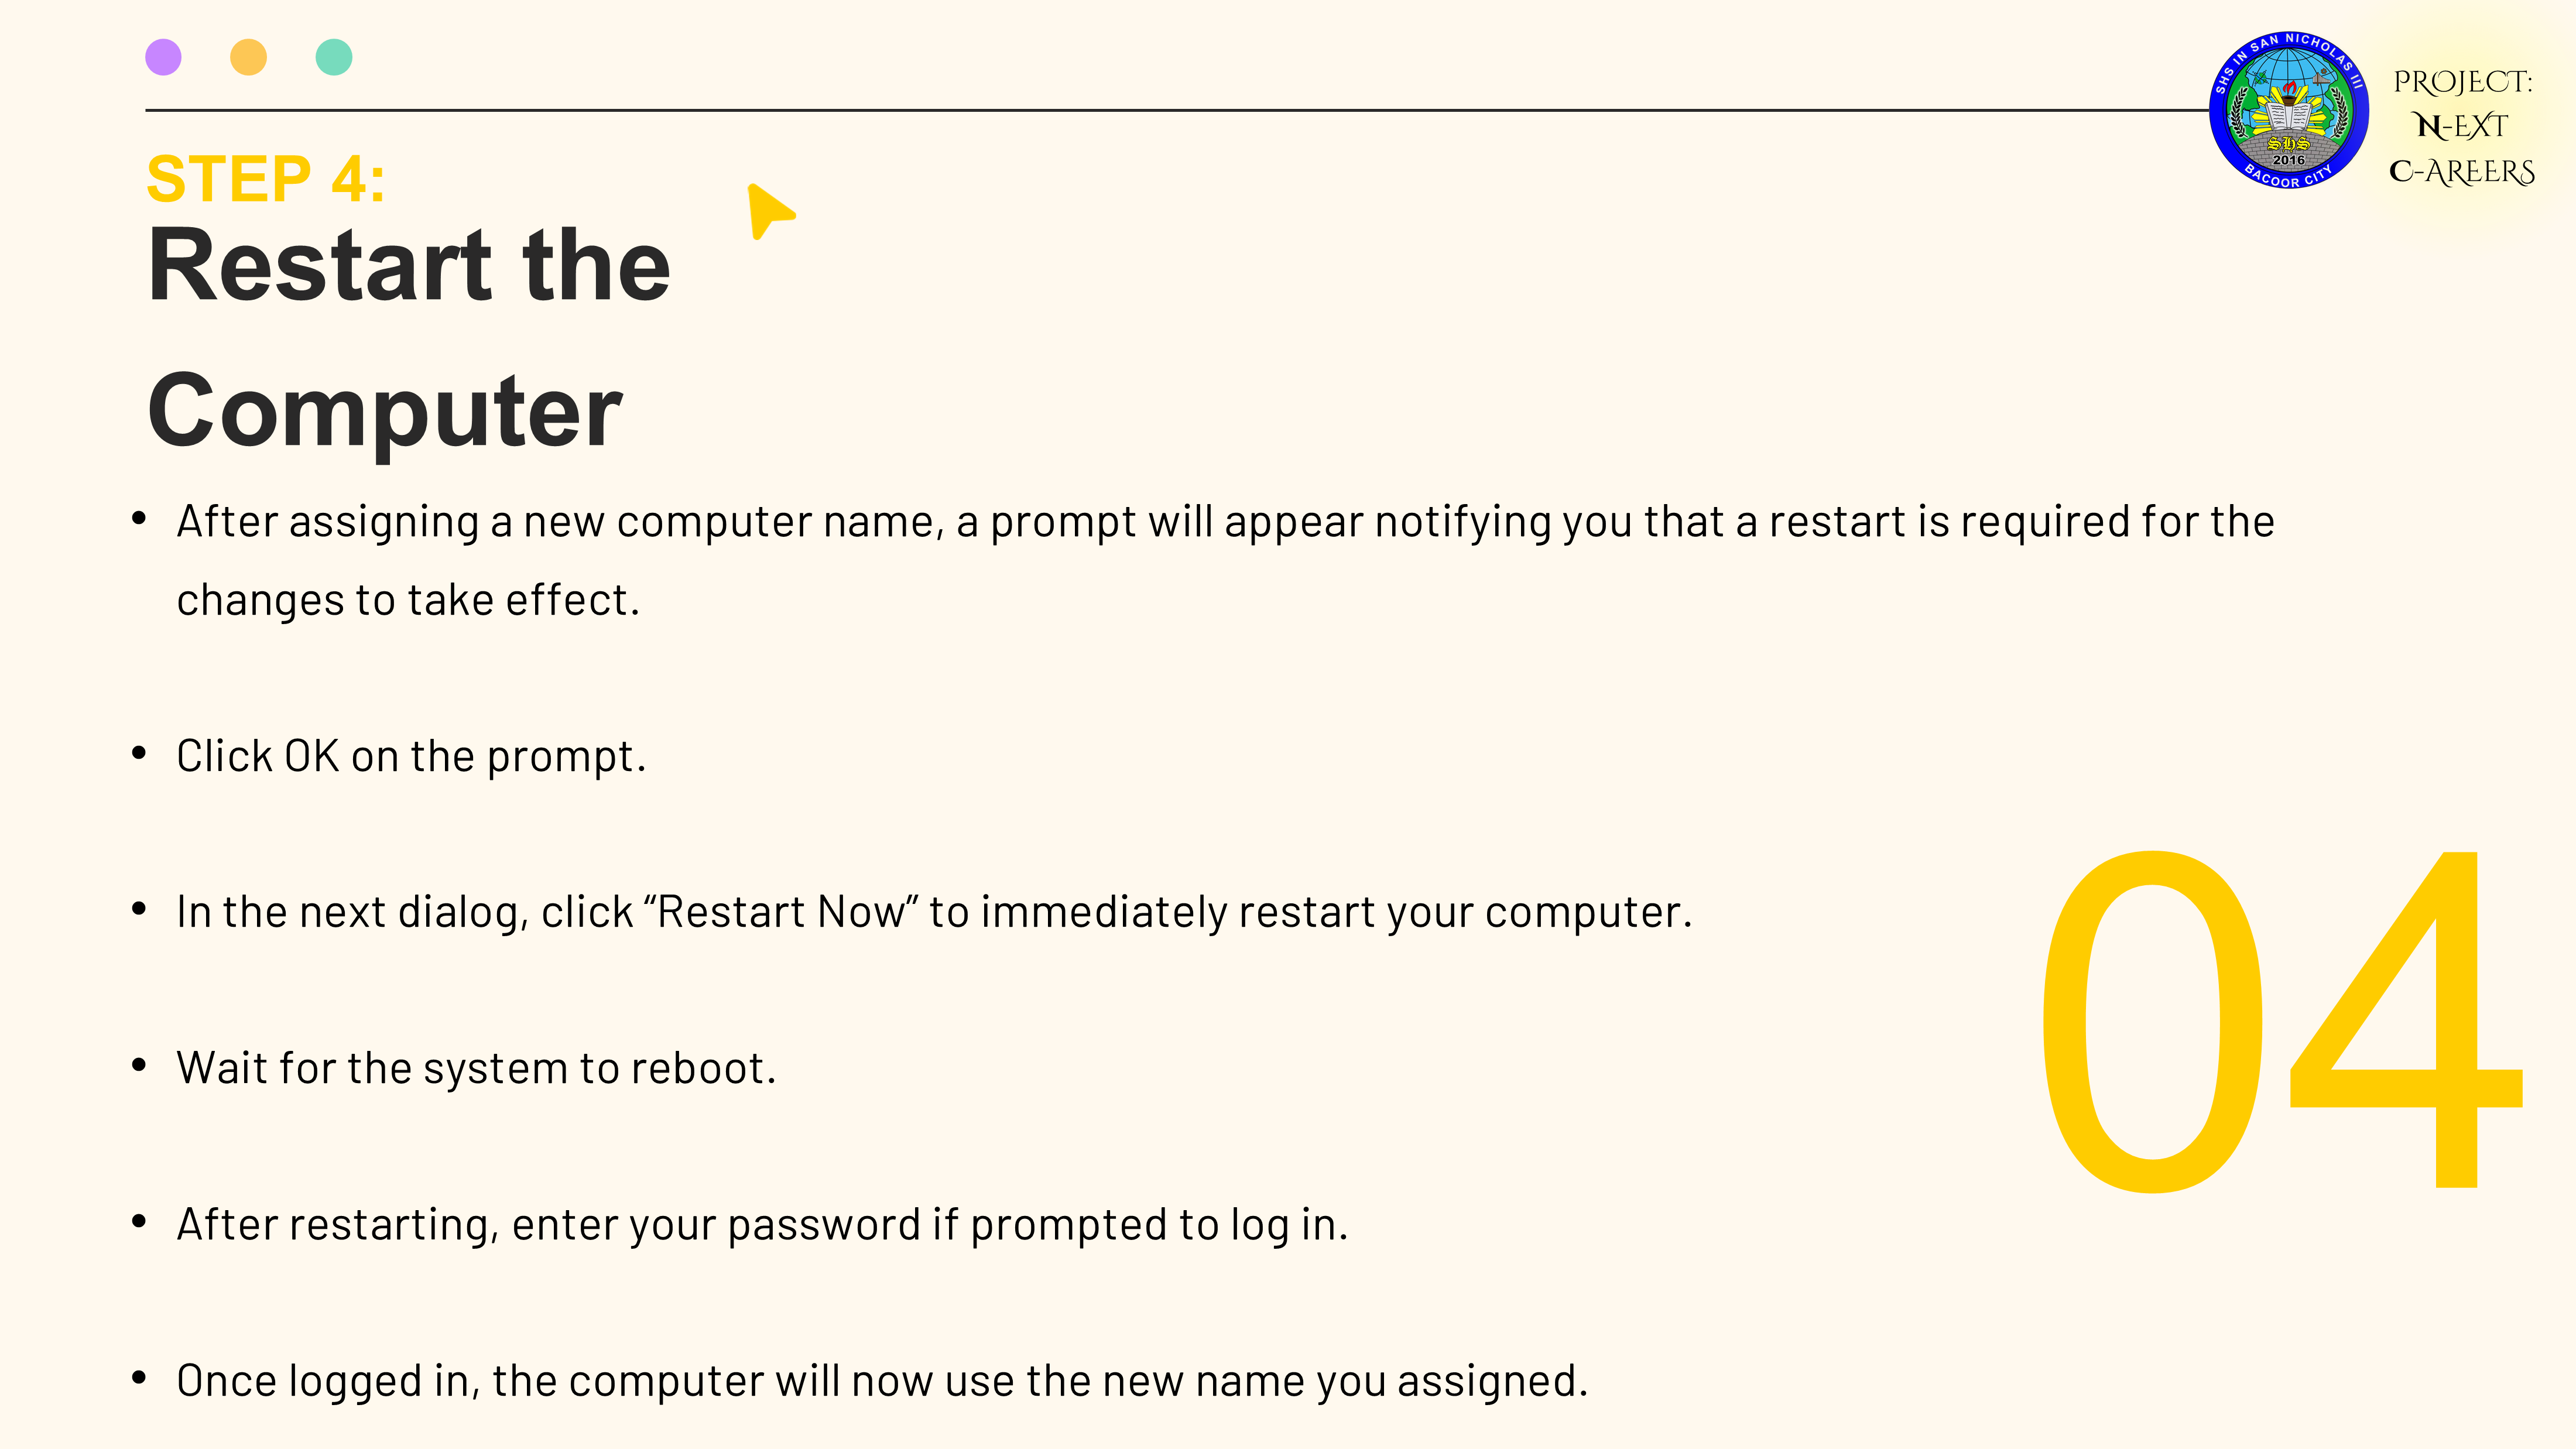 SHS IN SAN NICHOLAS III
SHS
2016
BACOOR CITY
PROJECT:
N-EXT
C-AREERS
STEP 4:
Restart the
Computer
• After assigning a new computer name, a prompt will appear notifying you that a restart is required for the
changes to take effect.
• Click OK on the prompt.
• In the next dialog, click “Restart Now” to immediately restart your computer.
• Wait for the system to reboot.
• After restarting, enter your password if prompted to log in.
• Once logged in, the computer will now use the new name you assigned.
04